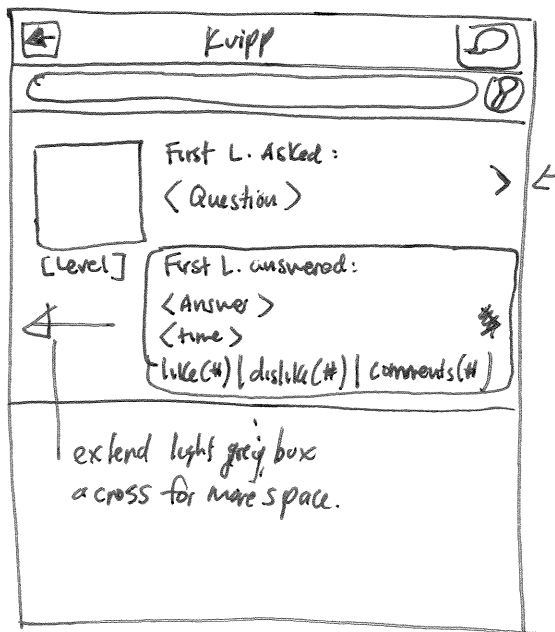 Kvipp
First L. Asked:
< Question >
[Level]
First L. answered:
< Answer >
< time >
like(#) | dislike(#) | comments(#)
extend light grey box
across for more space.